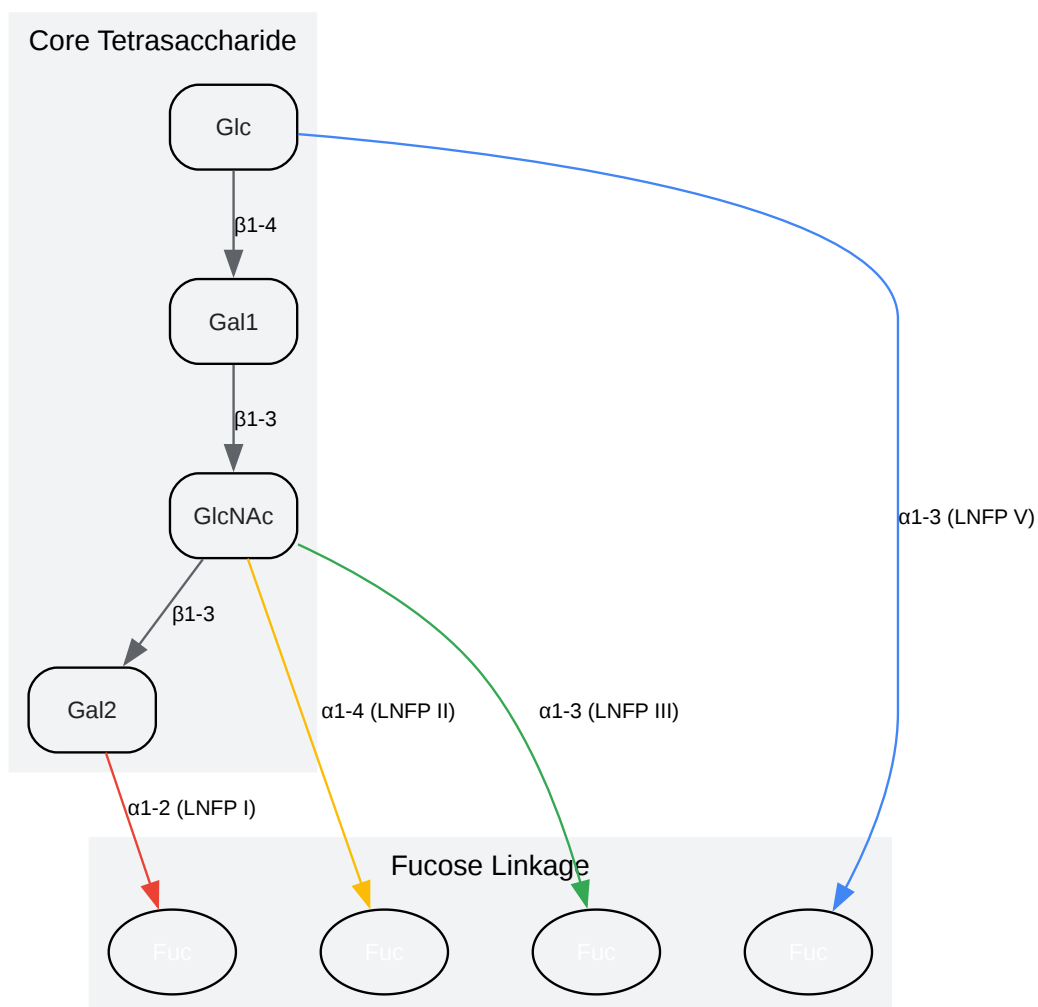 Core Tetrasaccharide
Glc
β1-4
Gal1
β1-3
GlcNAc
α1-3 (LNFP V)
β1-3
Gal2
α1-4 (LNFP II)
α1-3 (LNFP III)
α1-2 (LNFP I)
Fucose Linkage
Fuc
Fuc
Fuc
Fuc